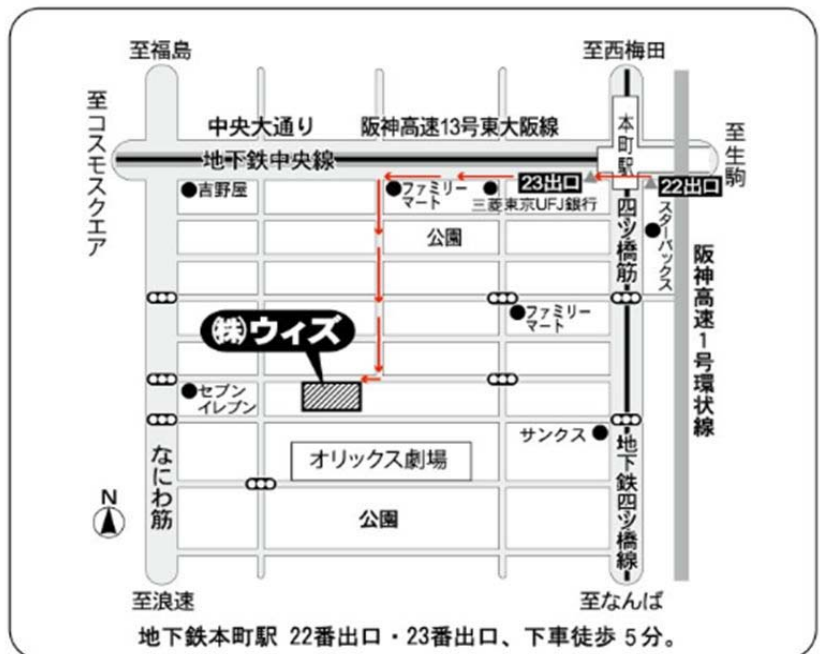 至福島
至西梅田
至コスモスクエア
中央大通り
阪神高速13号東大阪線
本町駅
至生駒
地下鉄中央線
23出口
22出口
吉野屋
ファミリー
マート
三菱東京UFJ銀行
四ツ橋筋
スターバックス
公園
阪神高速1号環状線
㈱ウィズ
ファミリー
マート
セブン
イレブン
サンクス
なにわ筋
オリックス劇場
地下鉄四ツ橋線
N
公園
至浪速
至なんば
地下鉄本町駅 22番出口・23番出口、下車徒歩5分。